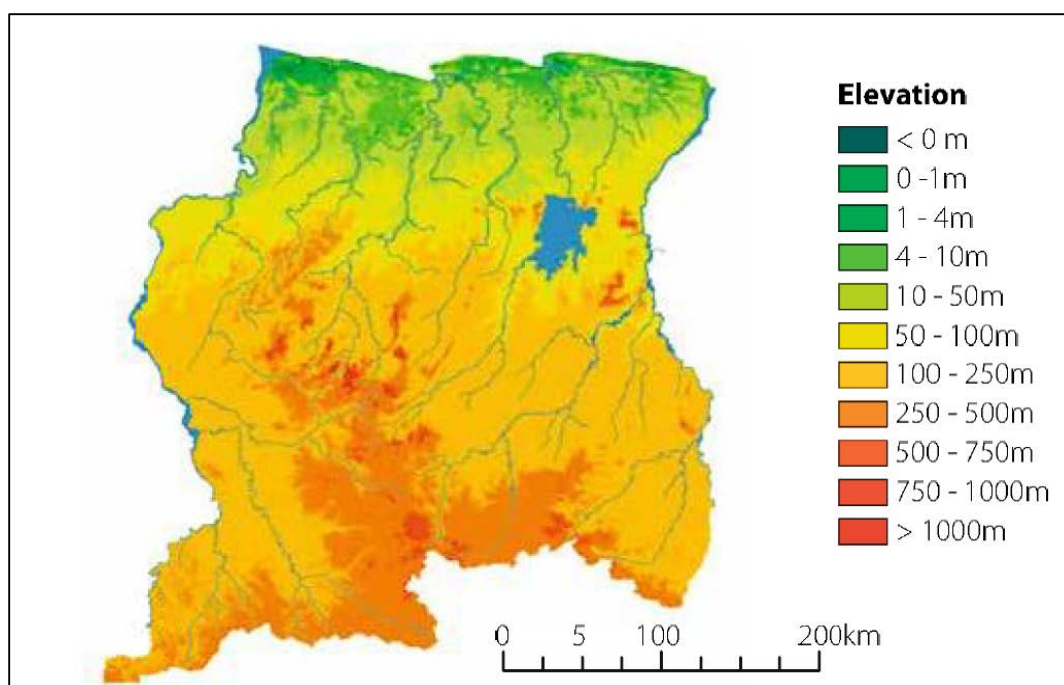 Elevation
< 0 m
0 -1m
1 - 4m
4 - 10m
10 - 50m
50 - 100m
100 - 250m
250 - 500m
500 - 750m
750 - 1000m
> 1000m
0 5 100 200km